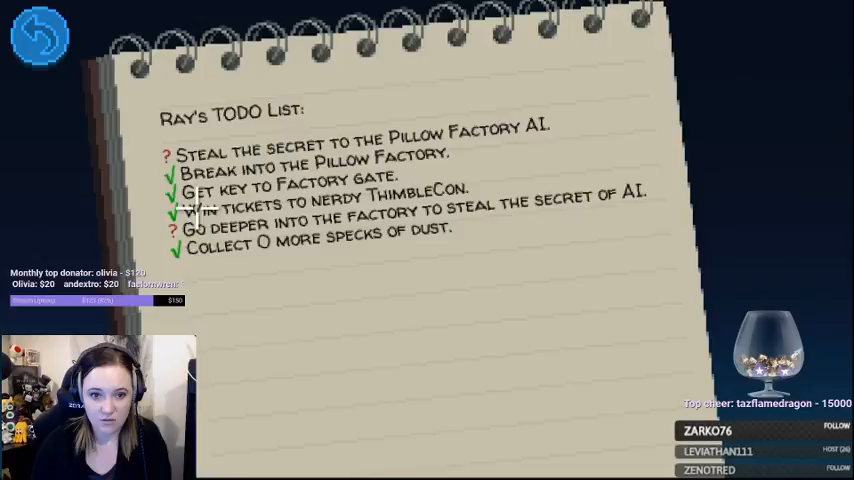 Ray's TODO List:
? Steal the secret to the Pillow Factory AI.
√ Break into the Pillow Factory.
√ Get key to Factory gate.
√ Win tickets to nerdy ThimbleCon.
? Go deeper into the factory to steal the secret of AI.
√ Collect 0 more specks of dust.
Monthly top donator: olivia - $120
Olivia: $20 andextro: $20
$150
Top cheer: tazflamedragon - 15000
ZARKO76 FOLLOW
LEVIATHAN111 HOST (26)
ZENOTRED FOLLOW